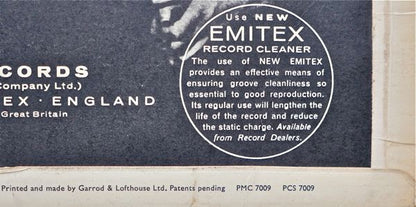 Use NEW
EMITEX
RECORD CLEANER
The use of NEW EMITEX
provides an effective means of
ensuring groove cleanliness so
essential to good reproduction.
Its regular use will lengthen the
life of the record and reduce
the static charge. Available
from Record Dealers.
CORDS
Company Ltd.)
EX · ENGLAND
Great Britain
Printed and made by Garrod & Lofthouse Ltd. Patents pending PMC 7009 PCS 7009